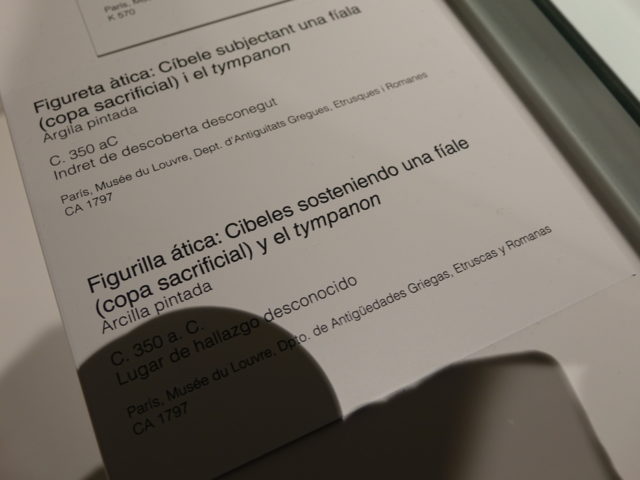 K 570
Figureta àtica: Cíbele subjectant una fíala
(copa sacrificial) i el tympanon
Argila pintada
C. 350 aC
Indret de descoberta desconegut
París, Musée du Louvre, Dept. d'Antiguitats Gregues, Etrusques i Romanes
CA 1797
Figurilla ática: Cibeles sosteniendo una fíale
(copa sacrificial) y el tympanon
Arcilla pintada
C. 350 a. C.
Lugar de hallazgo desconocido
París, Musée du Louvre, Dpto. de Antigüedades Griegas, Etruscas y Romanas
CA 1797